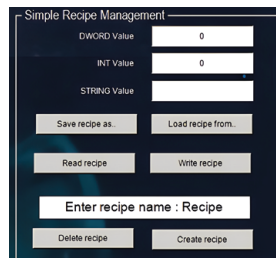 Simple Recipe Management
DWORD Value 0
INT Value 0
STRING Value
Save recipe as.. Load recipe from..
Read recipe Write recipe
Enter recipe name : Recipe
Delete recipe Create recipe